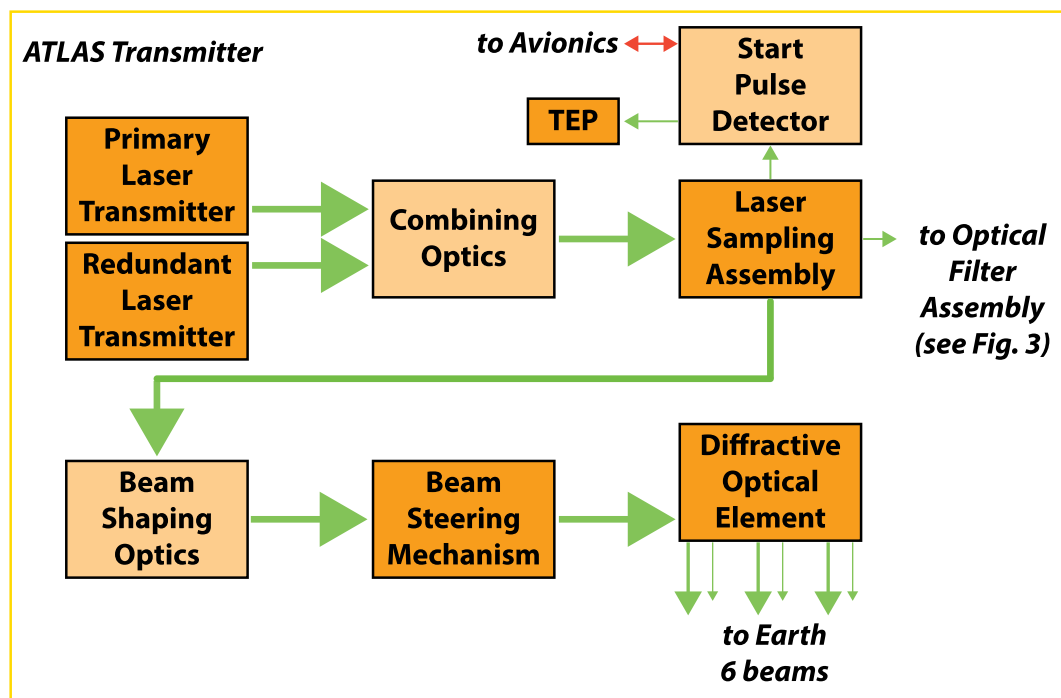 ATLAS Transmitter
to Avionics
Start
Pulse
Detector
TEP
Primary
Laser
Transmitter
Redundant
Laser
Transmitter
Combining
Optics
Laser
Sampling
Assembly
to Optical
Filter
Assembly
(see Fig. 3)
Beam
Shaping
Optics
Beam
Steering
Mechanism
Diffractive
Optical
Element
to Earth
6 beams